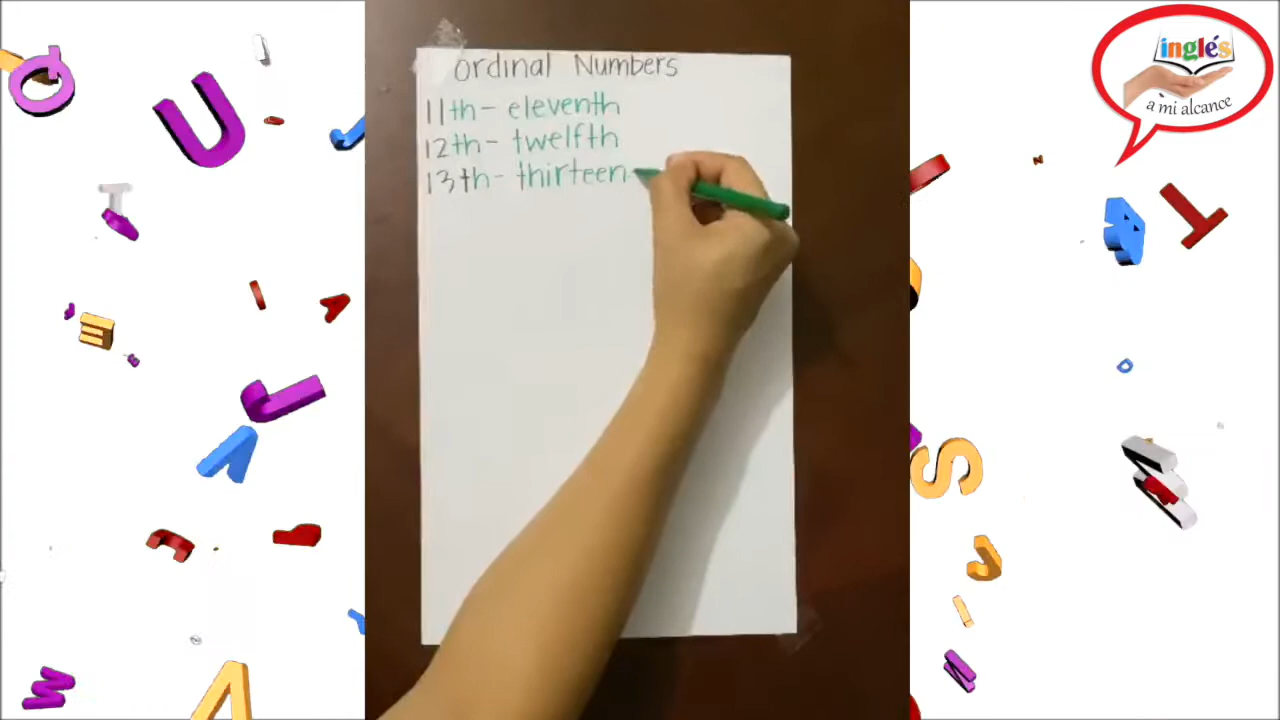 Ordinal Numbers
11th - eleventh
12th - twelfth
13th - thirteen
inglés
a mi alcance